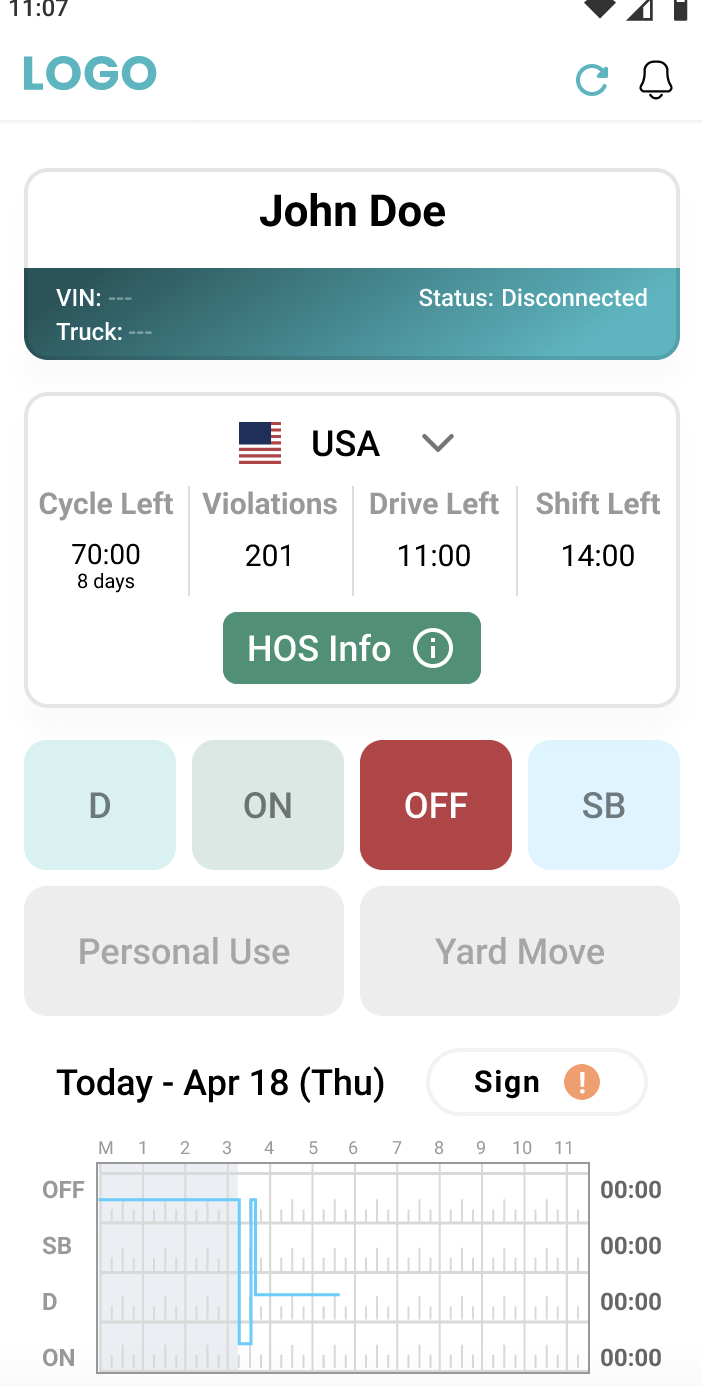 11:07
LOGO
John Doe
VIN: ---
Status: Disconnected
Truck: ---
USA
Cycle Left Violations Drive Left Shift Left
70:00 201 11:00 14:00
8 days
HOS Info i
D ON OFF SB
Personal Use Yard Move
Today - Apr 18 (Thu) Sign !
M 1 2 3 4 5 6 7 8 9 10 11
OFF 00:00
SB 00:00
D 00:00
ON 00:00